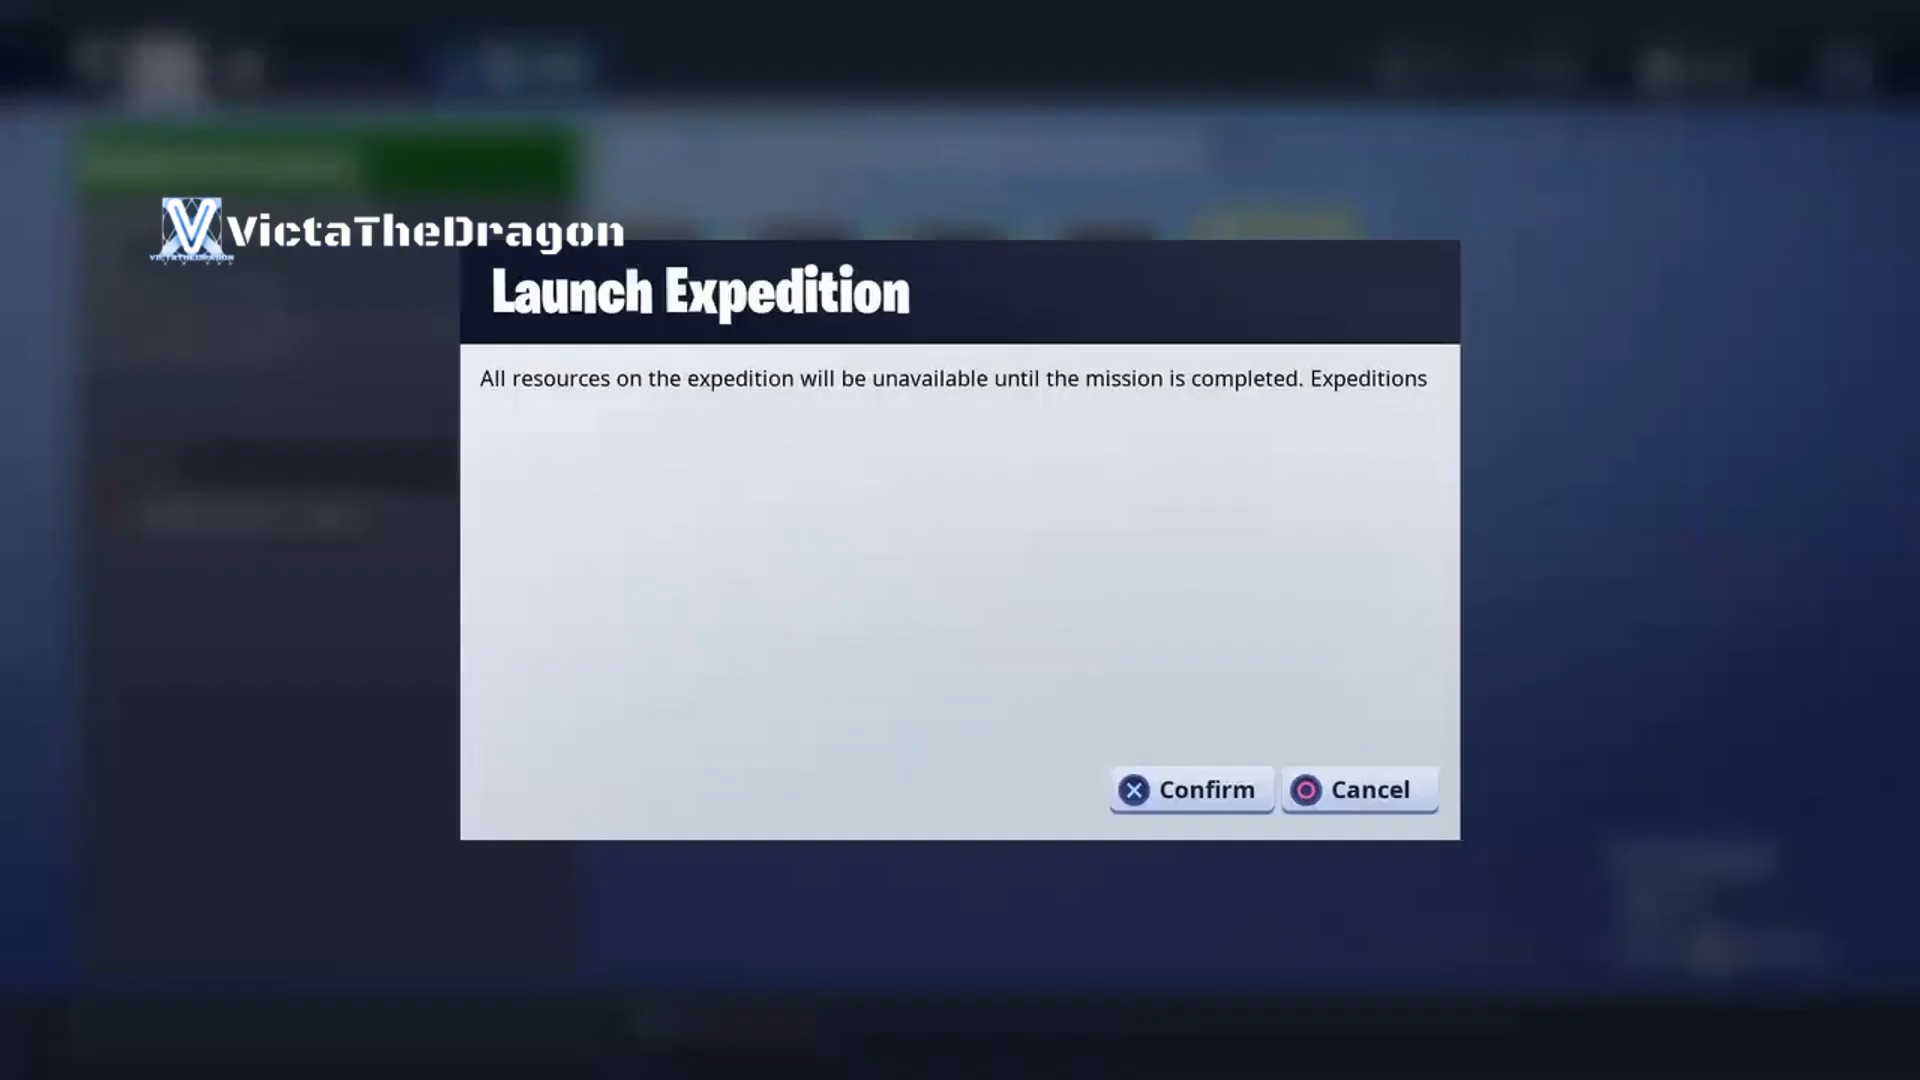 VictaTheDragon
VICTATHEDRAGON
Launch Expedition
All resources on the expedition will be unavailable until the mission is completed. Expeditions
Confirm
Cancel